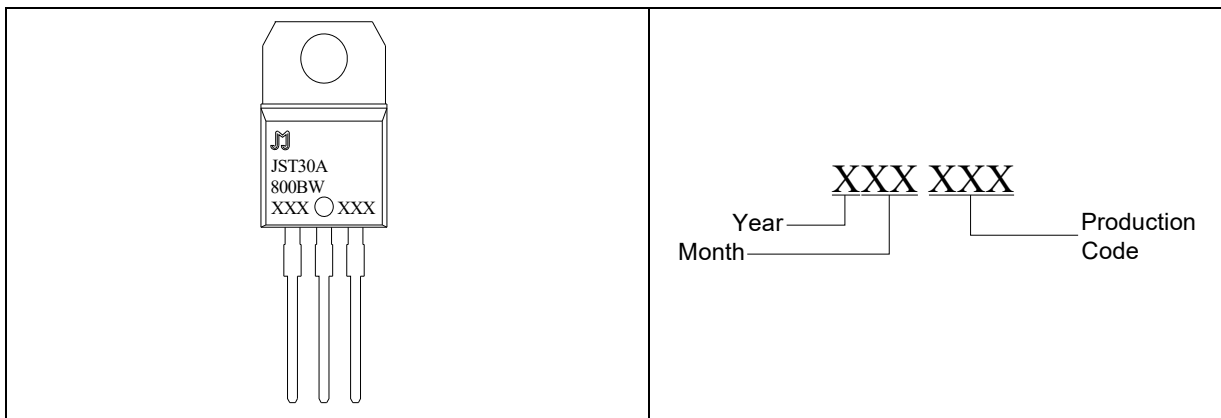 JJ
JST30A
800BW
XXX XXX
XXX XXX
Year
Month
Production
Code